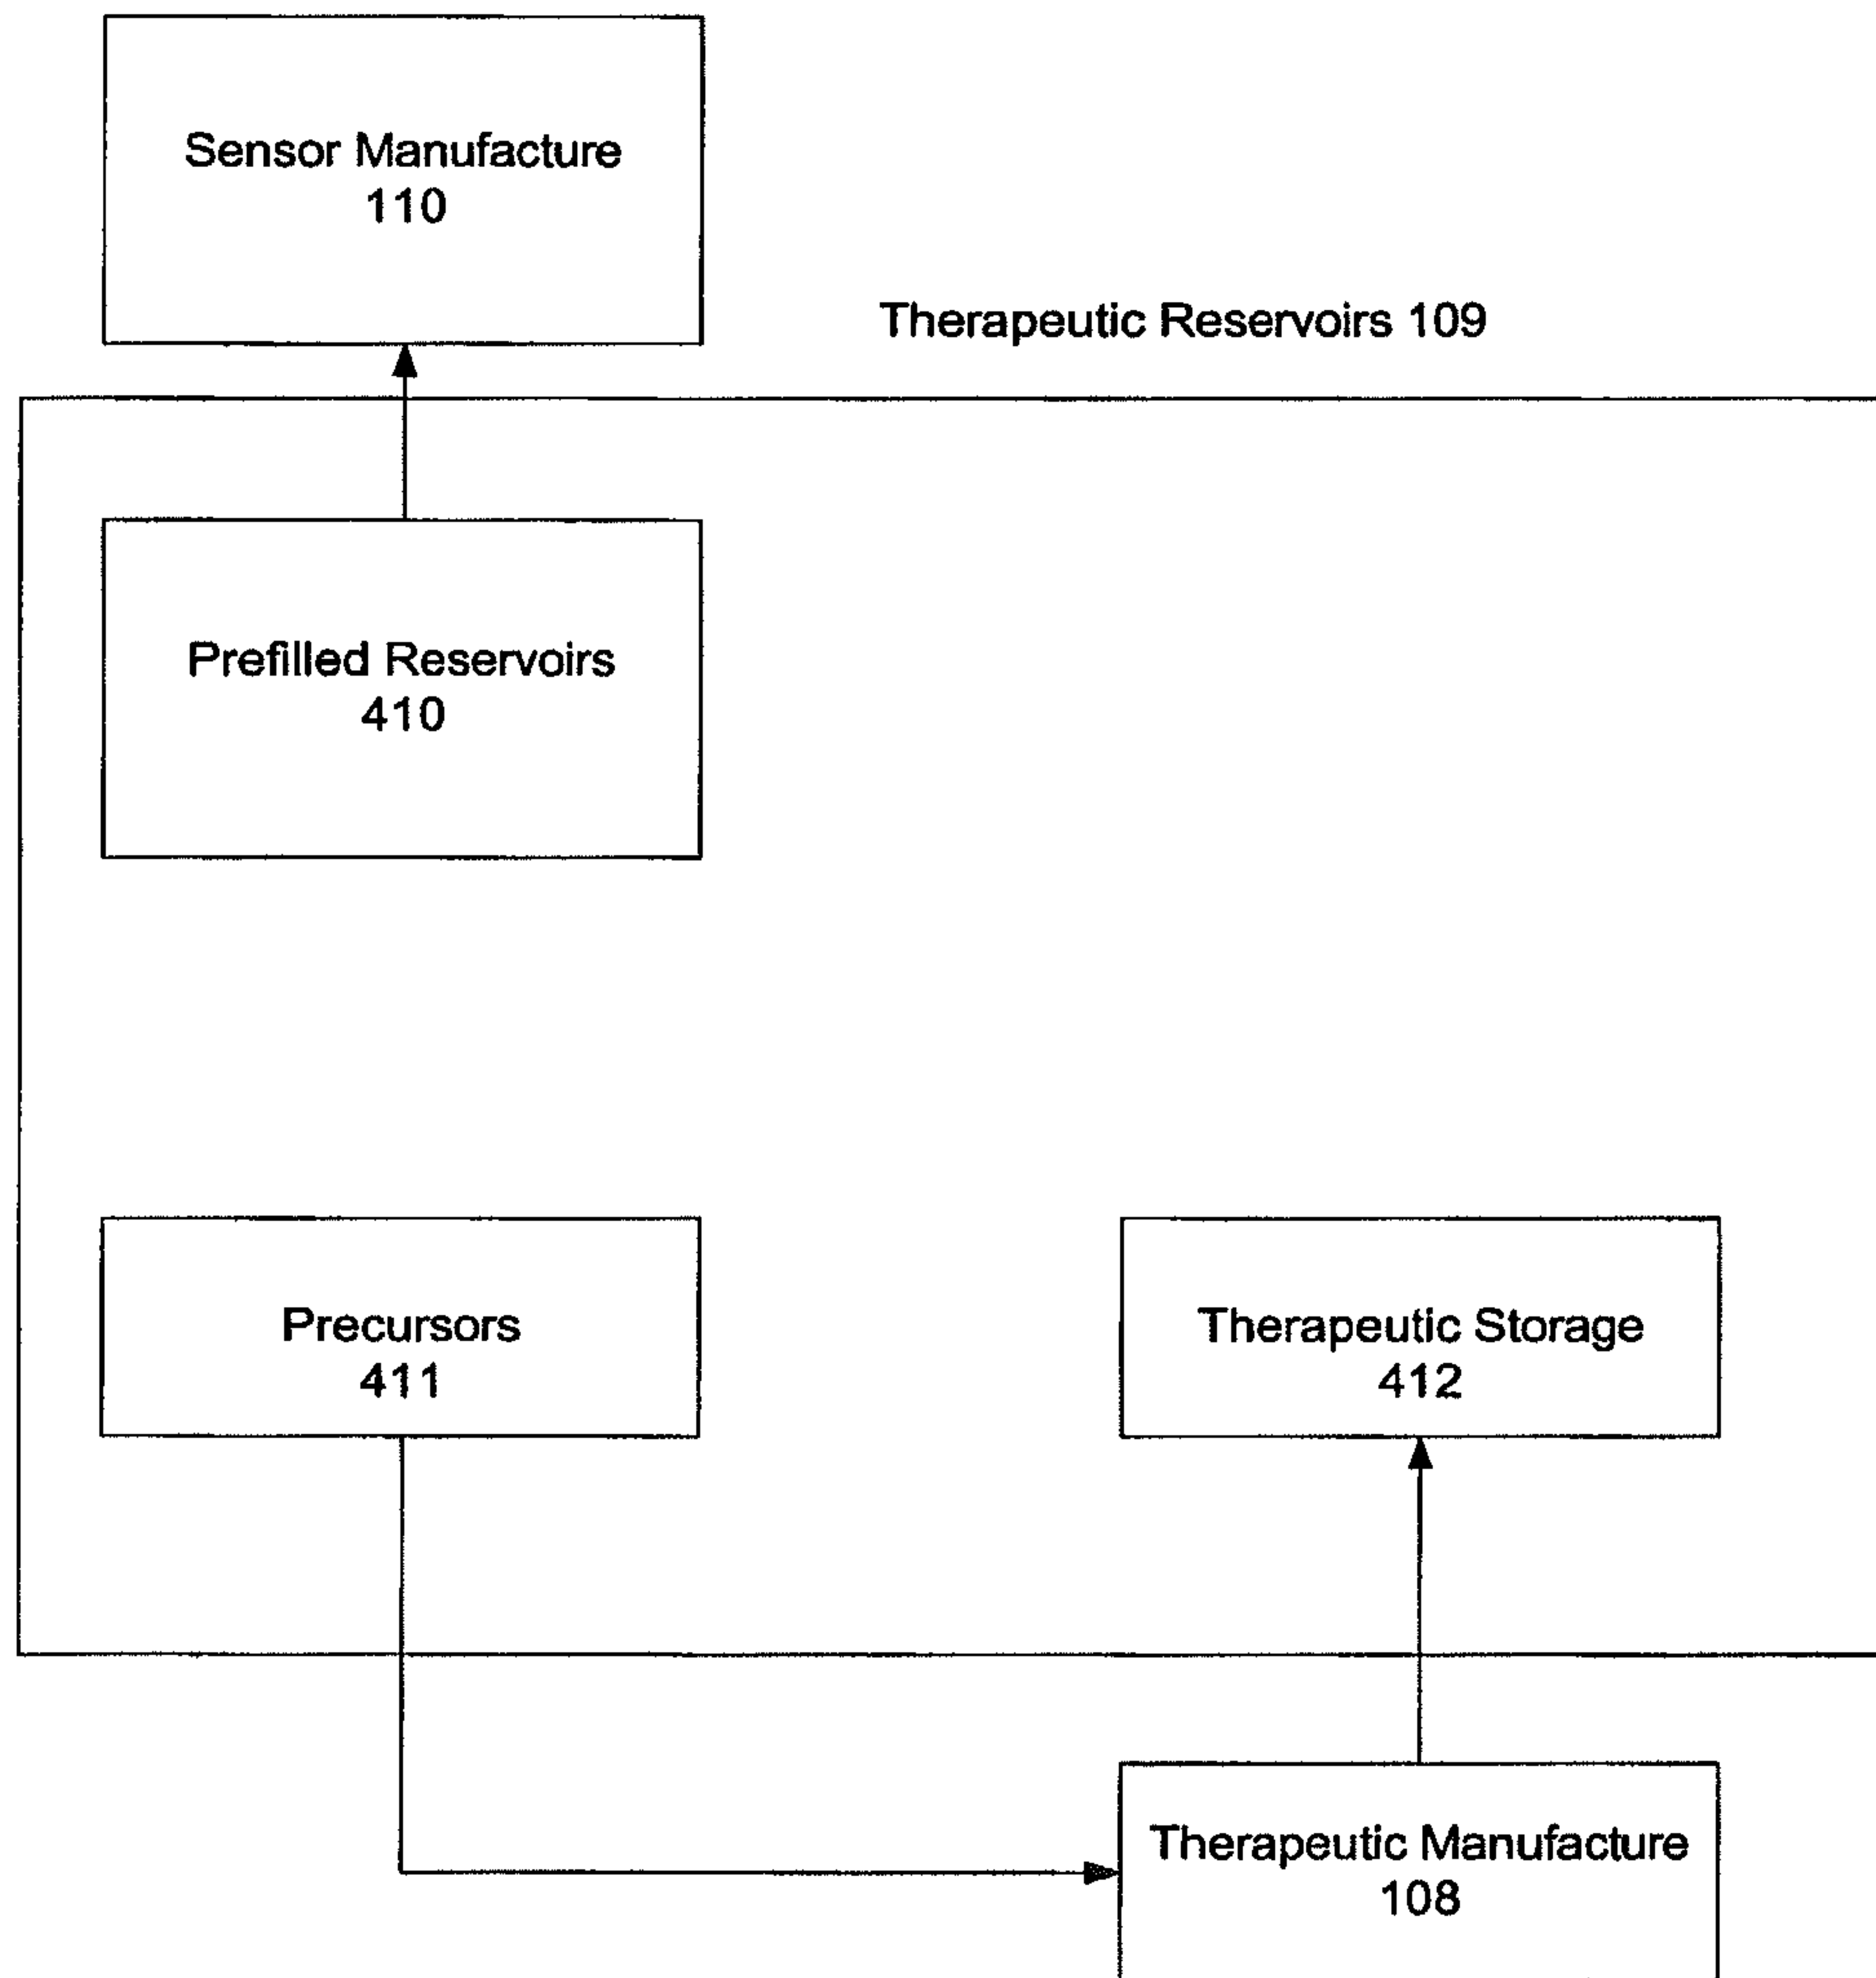 Sensor Manufacture
110
Therapeutic Reservoirs 109
Prefilled Reservoirs
410
Precursors
411
Therapeutic Storage
412
Therapeutic Manufacture
108